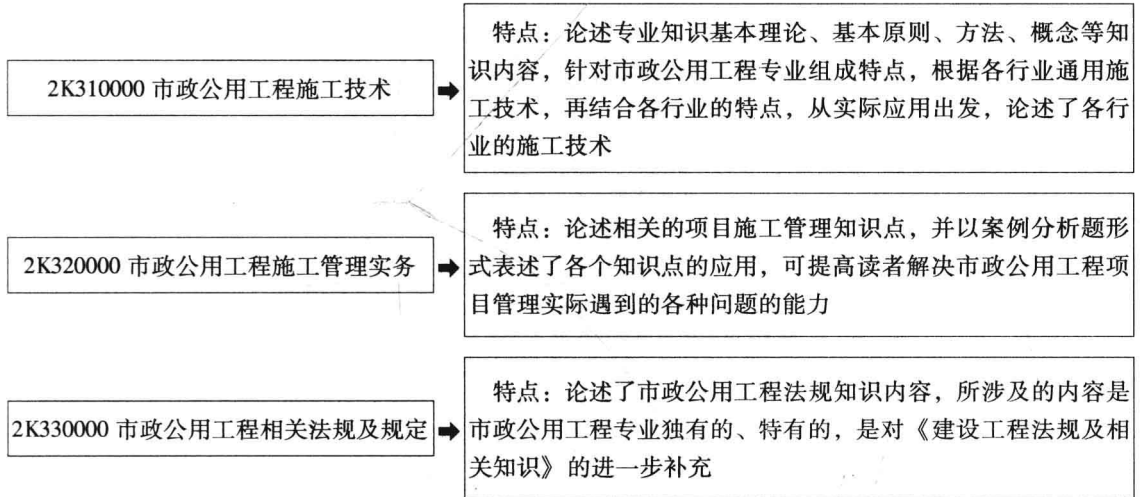 2K310000 市政公用工程施工技术
特点：论述专业知识基本理论、基本原则、方法、概念等知
识内容，针对市政公用工程专业组成特点，根据各行业通用施
工技术，再结合各行业的特点，从实际应用出发，论述了各行
业的施工技术
2K320000 市政公用工程施工管理实务
特点：论述相关的项目施工管理知识点，并以案例分析题形
式表述了各个知识点的应用，可提高读者解决市政公用工程项
目管理实际遇到的各种问题的能力
2K330000 市政公用工程相关法规及规定
特点：论述了市政公用工程法规知识内容，所涉及的内容是
市政公用工程专业独有的、特有的，是对《建设工程法规及相
关知识》的进一步补充